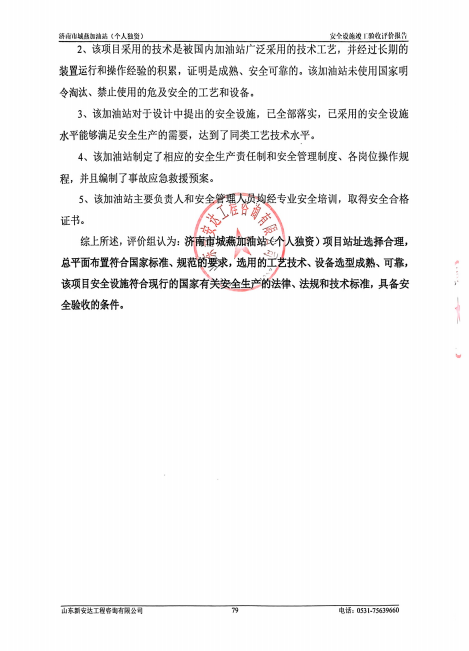 济南市城燕加油站（个人独资）
安全设施竣工验收评价报告
2、该项目采用的技术是被国内加油站广泛采用的技术工艺，并经过长期的
装置运行和操作经验的积累，证明是成熟、安全可靠的。该加油站未使用国家明
令淘汰、禁止使用的危及安全的工艺和设备。
3、该加油站对于设计中提出的安全设施，已全部落实，已采用的安全设施
水平能够满足安全生产的需要，达到了同类工艺技术水平。
4、该加油站制定了相应的安全生产责任制和安全管理制度、各岗位操作规
程，并且编制了事故应急救援预案。
5、该加油站主要负责人和安全管理人员均经专业安全培训，取得安全合格
证书。
综上所述，评价组认为：济南市城燕加油站（个人独资）项目站址选择合理，
总平面布置符合国家标准、规范的要求，选用的工艺技术、设备选型成熟、可靠，
该项目安全设施符合现行的国家有关安全生产的法律、法规和技术标准，具备安
全验收的条件。
山东新安达工程咨询有限公司
79
电话：0531-75639660